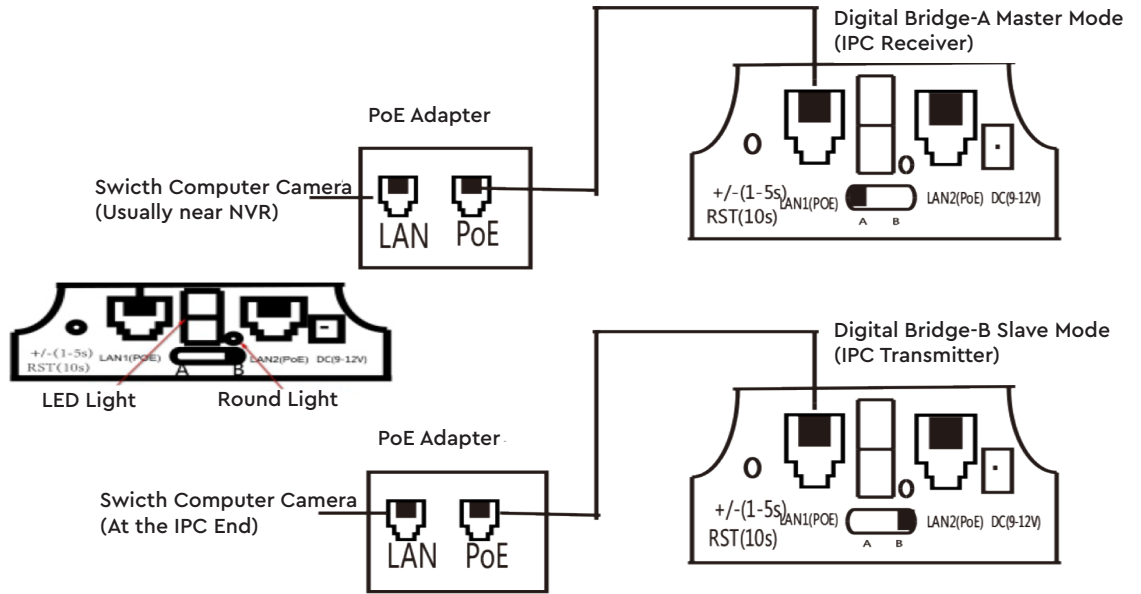 Digital Bridge-A Master Mode
(IPC Receiver)
PoE Adapter
Swicth Computer Camera
(Usually near NVR)
LAN PoE
+/-(1-5s)
RST(10s)
LAN1(POE)
A B
LAN2(PoE) DC(9-12V)
+/-(1-5s)
RST(10s)
LAN1(POE)
A B
LAN2(PoE) DC(9-12V)
LED Light
Round Light
Digital Bridge-B Slave Mode
(IPC Transmitter)
PoE Adapter
Swicth Computer Camera
(At the IPC End)
LAN PoE
+/-(1-5s)
RST(10s)
LAN1(POE)
A B
LAN2(PoE) DC(9-12V)